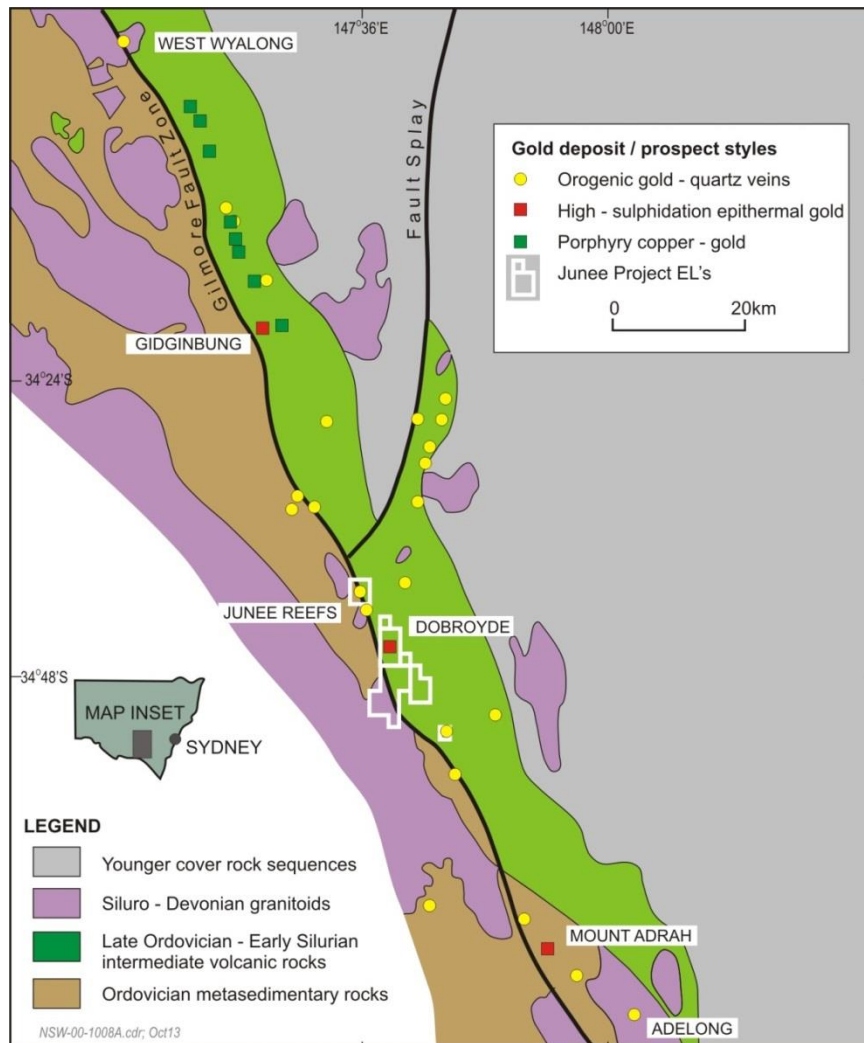 147°36'E
148°00'E
WEST WYALONG
Gilmore Fault Zone
Fault Splay
Gold deposit / prospect styles
Orogenic gold - quartz veins
High - sulphidation epithermal gold
Porphyry copper - gold
Junee Project EL's
0
20km
GIDGINBUNG
34°24'S
JUNEE REEFS
DOBROYDE
34°48'S
MAP INSET
SYDNEY
LEGEND
Younger cover rock sequences
Siluro - Devonian granitoids
Late Ordovician - Early Silurian
intermediate volcanic rocks
Ordovician metasedimentary rocks
MOUNT ADRAH
ADELONG
NSW-00-1008A.cdr; Oct13